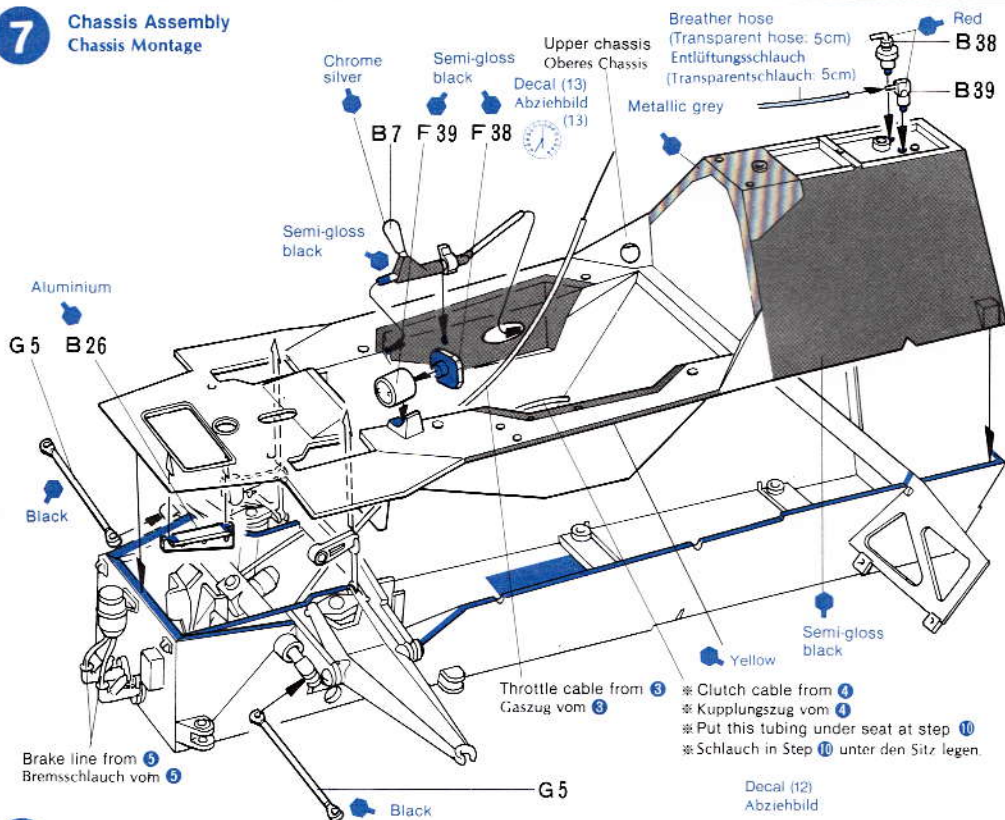 7
Chassis Assembly
Chassis Montage
Breather hose
(Transparent hose: 5cm)
Entlüftungsschlauch
(Transparentschlauch: 5cm)
Red
B 38
B 39
Upper chassis
Oberes Chassis
Chrome
silver
Semi-gloss
black
Decal (13)
Abziehbild
(13)
Metallic grey
B 7
F 39
F 38
Semi-gloss
black
Aluminium
G 5
B 26
Black
Semi-gloss
black
Yellow
Throttle cable from 3
Gaszug vom 3
※ Clutch cable from 4
※ Kupplungszug vom 4
※ Put this tubing under seat at step 10
※ Schlauch in Step 10 unter den Sitz legen.
Brake line from 5
Bremsschlauch vom 5
G 5
Black
Decal (12)
Abziehbild